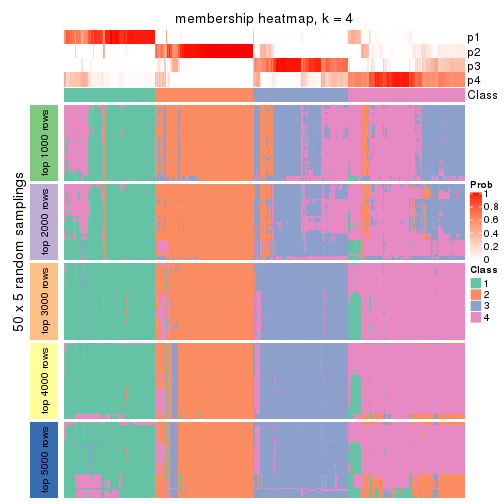 membership heatmap, k = 4
p1
p2
p3
p4
Class
50 x 5 random samplings
top 1000 rows
top 2000 rows
top 3000 rows
top 4000 rows
top 5000 rows
Prob
1
0.8
0.6
0.4
0.2
0
Class
1
2
3
4